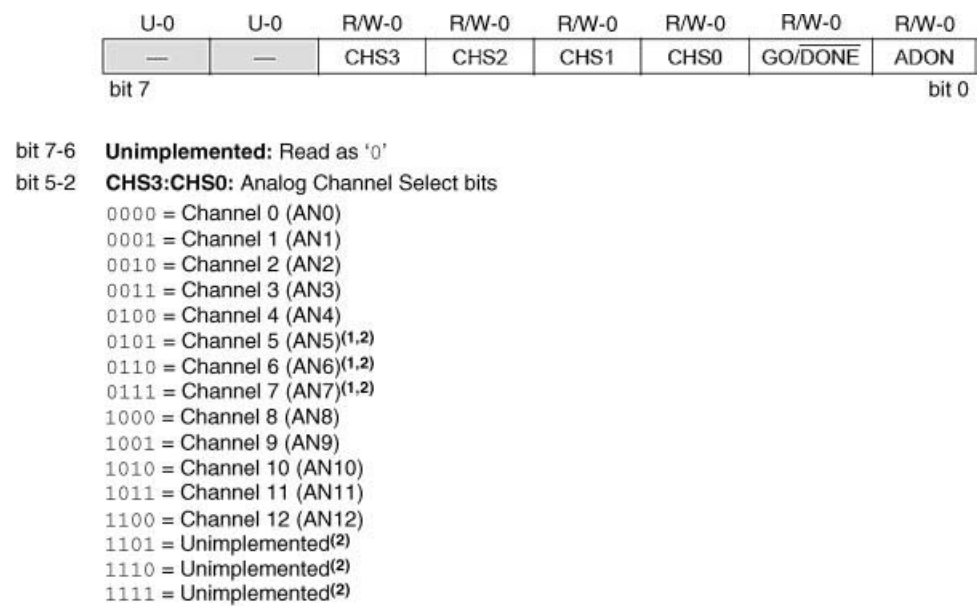 U-0 U-0 R/W-0 R/W-0 R/W-0 R/W-0 R/W-0 R/W-0
— — CHS3 CHS2 CHS1 CHS0 GO/D̅O̅N̅E̅ ADON
bit 7 bit 0
bit 7-6 Unimplemented: Read as ‘0’
bit 5-2 CHS3:CHS0: Analog Channel Select bits
0000 = Channel 0 (AN0)
0001 = Channel 1 (AN1)
0010 = Channel 2 (AN2)
0011 = Channel 3 (AN3)
0100 = Channel 4 (AN4)
0101 = Channel 5 (AN5)(1,2)
0110 = Channel 6 (AN6)(1,2)
0111 = Channel 7 (AN7)(1,2)
1000 = Channel 8 (AN8)
1001 = Channel 9 (AN9)
1010 = Channel 10 (AN10)
1011 = Channel 11 (AN11)
1100 = Channel 12 (AN12)
1101 = Unimplemented(2)
1110 = Unimplemented(2)
1111 = Unimplemented(2)